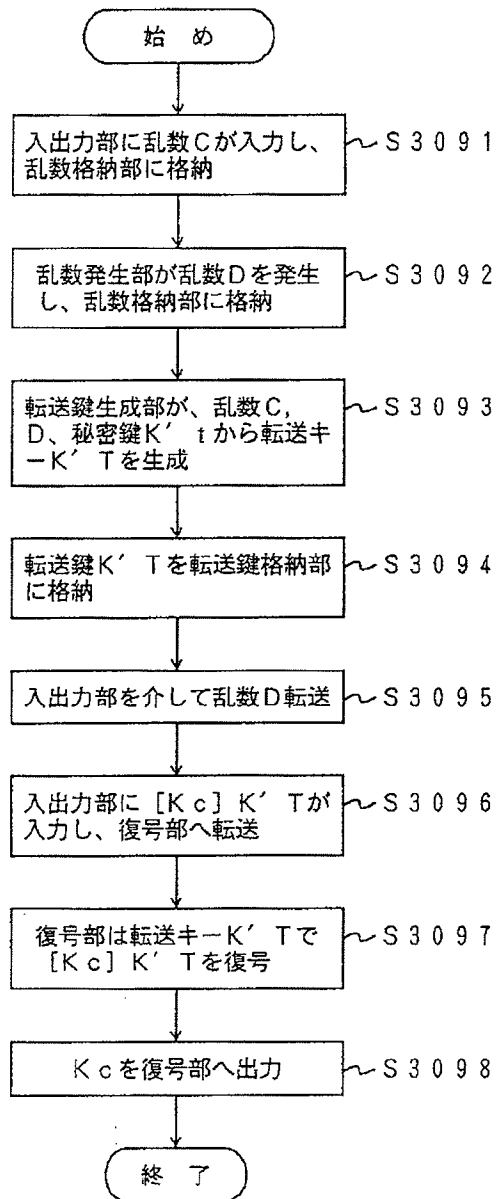 始 め
入出力部に乱数Cが入力し、
乱数格納部に格納
S3091
乱数発生部が乱数Dを発生
し、乱数格納部に格納
S3092
転送鍵生成部が、乱数C,
D、秘密鍵K′ tから転送キ
ーK′ Tを生成
S3093
転送鍵K′ Tを転送鍵格納部
に格納
S3094
入出力部を介して乱数D転送
S3095
入出力部に [Kc] K′ Tが
入力し、復号部へ転送
S3096
復号部は転送キーK′ Tで
[Kc] K′ Tを復号
S3097
Kcを復号部へ出力
S3098
終 了